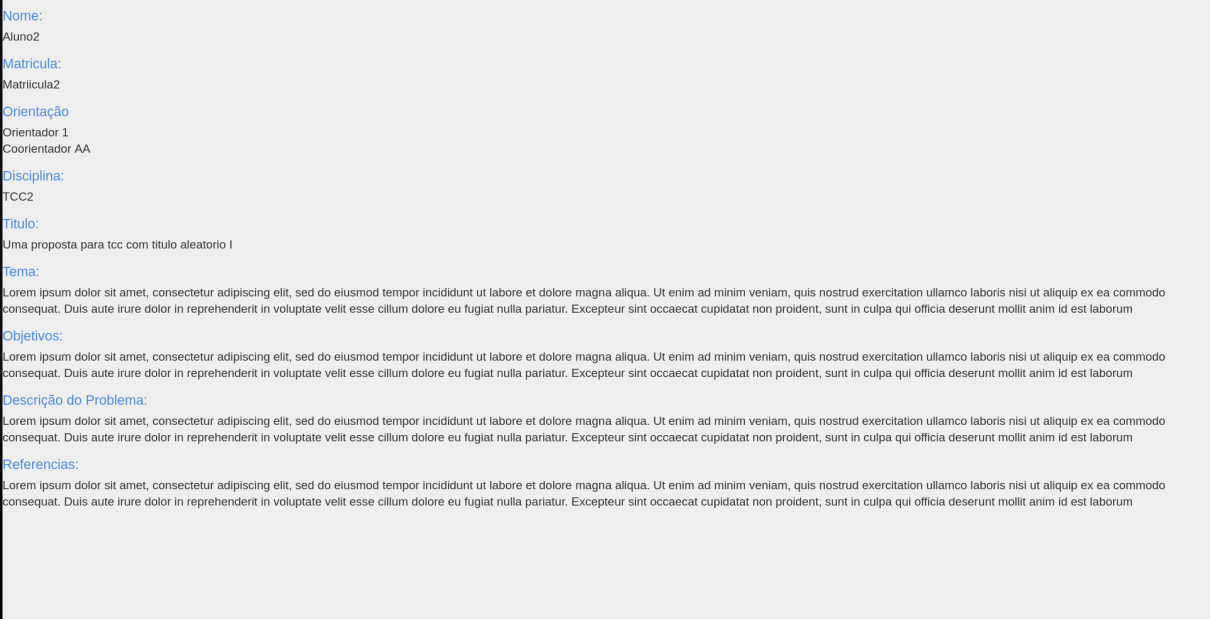 Nome:
Aluno2
Matricula:
Matriicula2
Orientação
Orientador 1
Coorientador AA
Disciplina:
TCC2
Titulo:
Uma proposta para tcc com titulo aleatorio I
Tema:
Lorem ipsum dolor sit amet, consectetur adipiscing elit, sed do eiusmod tempor incididunt ut labore et dolore magna aliqua. Ut enim ad minim veniam, quis nostrud exercitation ullamco laboris nisi ut aliquip ex ea commodo
consequat. Duis aute irure dolor in reprehenderit in voluptate velit esse cillum dolore eu fugiat nulla pariatur. Excepteur sint occaecat cupidatat non proident, sunt in culpa qui officia deserunt mollit anim id est laborum
Objetivos:
Lorem ipsum dolor sit amet, consectetur adipiscing elit, sed do eiusmod tempor incididunt ut labore et dolore magna aliqua. Ut enim ad minim veniam, quis nostrud exercitation ullamco laboris nisi ut aliquip ex ea commodo
consequat. Duis aute irure dolor in reprehenderit in voluptate velit esse cillum dolore eu fugiat nulla pariatur. Excepteur sint occaecat cupidatat non proident, sunt in culpa qui officia deserunt mollit anim id est laborum
Descrição do Problema:
Lorem ipsum dolor sit amet, consectetur adipiscing elit, sed do eiusmod tempor incididunt ut labore et dolore magna aliqua. Ut enim ad minim veniam, quis nostrud exercitation ullamco laboris nisi ut aliquip ex ea commodo
consequat. Duis aute irure dolor in reprehenderit in voluptate velit esse cillum dolore eu fugiat nulla pariatur. Excepteur sint occaecat cupidatat non proident, sunt in culpa qui officia deserunt mollit anim id est laborum
Referencias:
Lorem ipsum dolor sit amet, consectetur adipiscing elit, sed do eiusmod tempor incididunt ut labore et dolore magna aliqua. Ut enim ad minim veniam, quis nostrud exercitation ullamco laboris nisi ut aliquip ex ea commodo
consequat. Duis aute irure dolor in reprehenderit in voluptate velit esse cillum dolore eu fugiat nulla pariatur. Excepteur sint occaecat cupidatat non proident, sunt in culpa qui officia deserunt mollit anim id est laborum